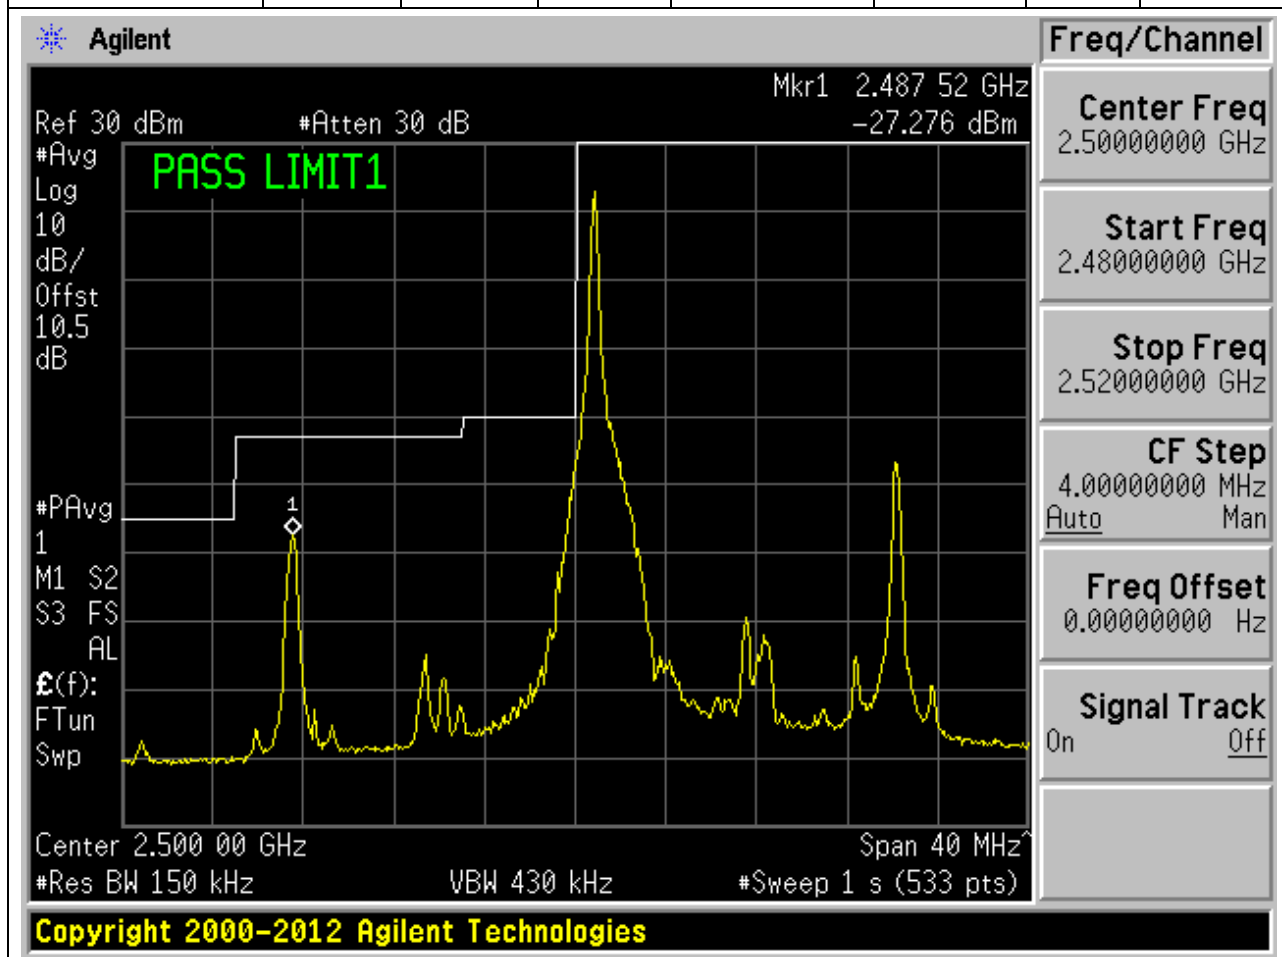 Agilent
Freq/Channel
Mkr1 2.487 52 GHz
Ref 30 dBm #Atten 30 dB -27.276 dBm
#Avg
Log
10
dB/
Offst
10.5
dB
PASS LIMIT1
#PAvg
1
M1 S2
S3 FS
AL
£(f):
FTun
Swp
1
Center 2.500 00 GHz Span 40 MHz^
#Res BW 150 kHz VBW 430 kHz #Sweep 1 s (533 pts)
Copyright 2000-2012 Agilent Technologies
Center Freq
2.50000000 GHz
Start Freq
2.48000000 GHz
Stop Freq
2.52000000 GHz
CF Step
4.00000000 MHz
Auto Man
Freq Offset
0.00000000 Hz
Signal Track
On Off